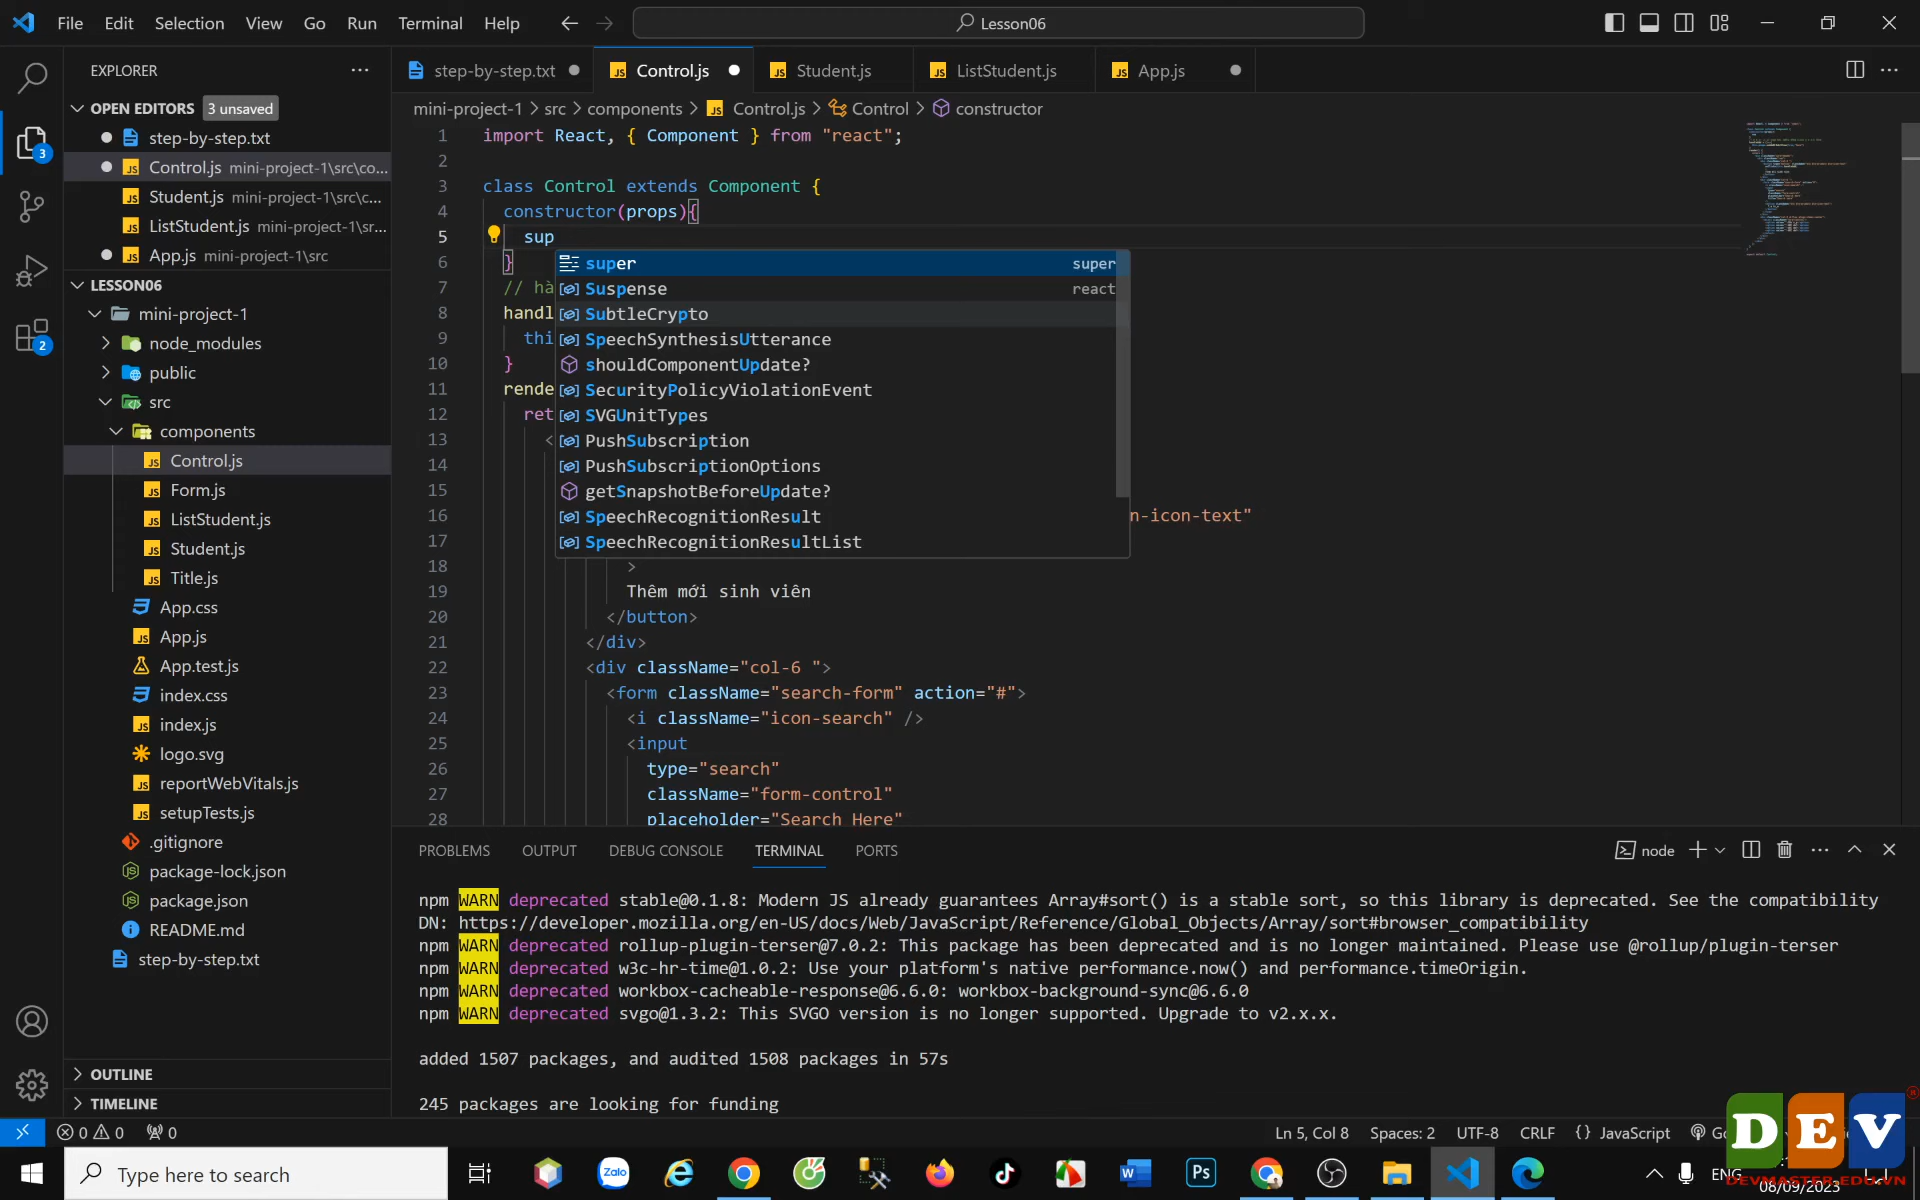 File Edit Selection View Go Run Terminal Help
Lesson06
EXPLORER
OPEN EDITORS 3 unsaved
step-by-step.txt
Control.js mini-project-1\src\co...
Student.js mini-project-1\src\c...
ListStudent.js mini-project-1\sr...
App.js mini-project-1\src
LESSON06
mini-project-1
node_modules
public
src
components
Control.js
Form.js
ListStudent.js
Student.js
Title.js
App.css
App.js
App.test.js
index.css
index.js
logo.svg
reportWebVitals.js
setupTests.js
.gitignore
package-lock.json
package.json
README.md
step-by-step.txt
OUTLINE
TIMELINE
3
2
step-by-step.txt Control.js Student.js ListStudent.js App.js
mini-project-1 > src > components > Control.js > Control > constructor
1 import React, { Component } from "react";
2
3 class Control extends Component {
4 constructor(props){
5 sup
6 }
7 // hà
8 handl
9 thi
10 }
11 rende
12 ret
13 <
14
15
16 n-icon-text"
17
18 >
19 Thêm mới sinh viên
20 </button>
21 </div>
22 <div className="col-6 ">
23 <form className="search-form" action="#">
24 <i className="icon-search" />
25 <input
26 type="search"
27 className="form-control"
28 placeholder="Search Here"
super super
Suspense react
SubtleCrypto
SpeechSynthesisUtterance
shouldComponentUpdate?
SecurityPolicyViolationEvent
SVGUnitTypes
PushSubscription
PushSubscriptionOptions
getSnapshotBeforeUpdate?
SpeechRecognitionResult
SpeechRecognitionResultList
PROBLEMS OUTPUT DEBUG CONSOLE TERMINAL PORTS
node
npm WARN deprecated stable@0.1.8: Modern JS already guarantees Array#sort() is a stable sort, so this library is deprecated. See the compatibility
DN: https://developer.mozilla.org/en-US/docs/Web/JavaScript/Reference/Global_Objects/Array/sort#browser_compatibility
npm WARN deprecated rollup-plugin-terser@7.0.2: This package has been deprecated and is no longer maintained. Please use @rollup/plugin-terser
npm WARN deprecated w3c-hr-time@1.0.2: Use your platform's native performance.now() and performance.timeOrigin.
npm WARN deprecated workbox-cacheable-response@6.6.0: workbox-background-sync@6.6.0
npm WARN deprecated svgo@1.3.2: This SVGO version is no longer supported. Upgrade to v2.x.x.
added 1507 packages, and audited 1508 packages in 57s
245 packages are looking for funding
0 0 0
Ln 5, Col 8 Spaces: 2 UTF-8 CRLF {} JavaScript Go
DEV
DEVMASTER.EDU.VN
Type here to search
Zalo
Ps
ENG
08/09/2023